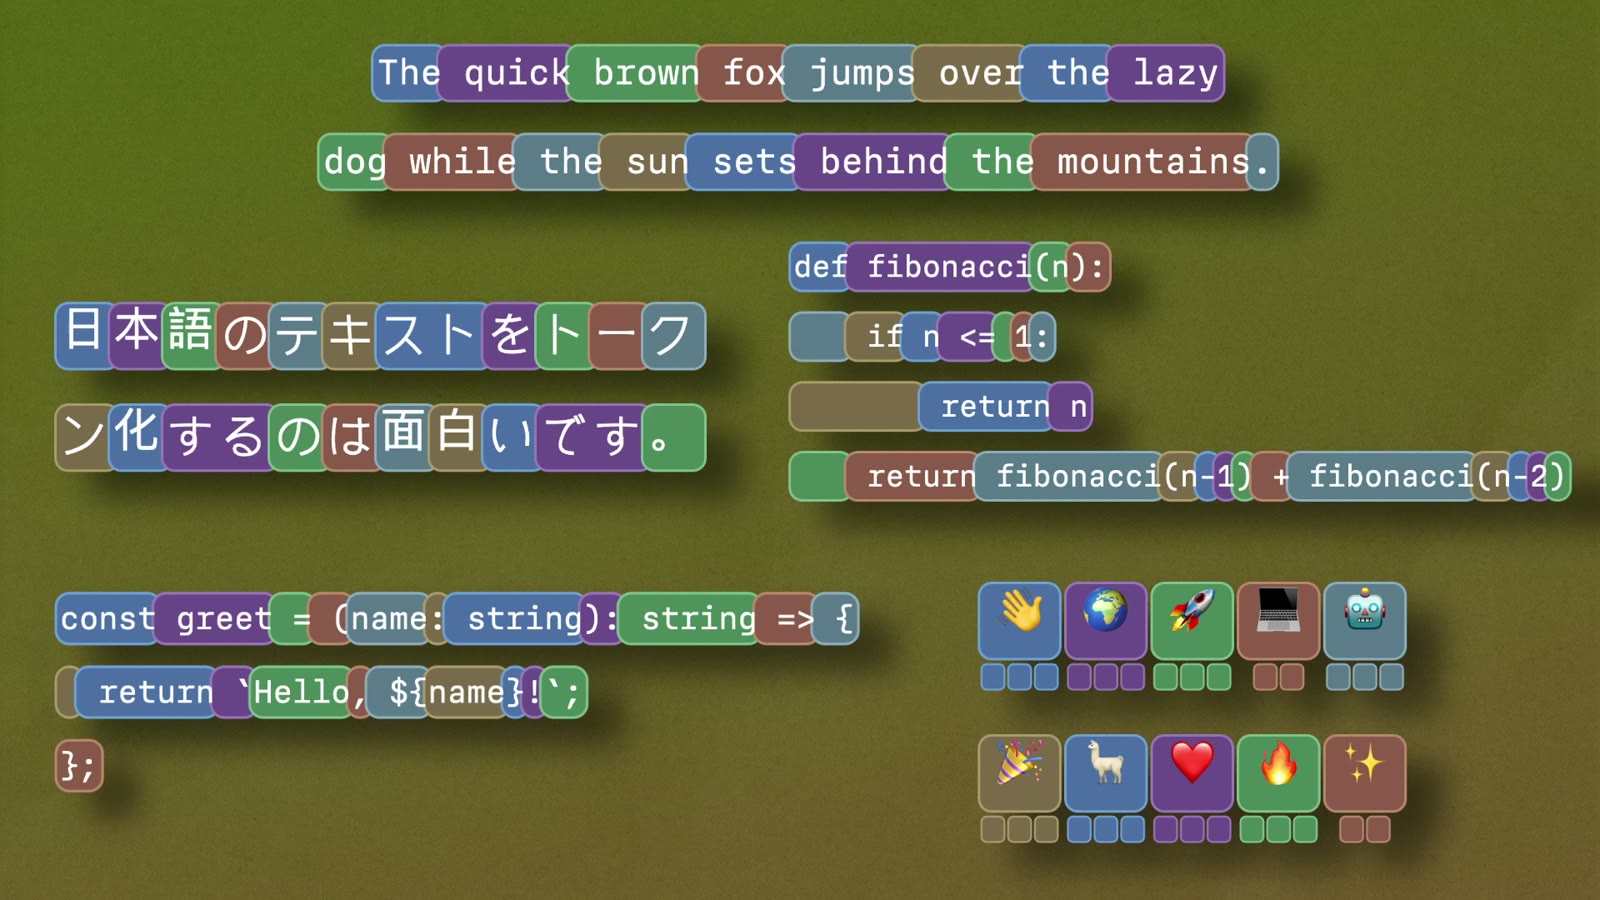 The quick brown fox jumps over the lazy
dog while the sun sets behind the mountains.
日本語のテキストをトーク
ン化するのは面白いです。
def fibonacci(n):
    if n <= 1:
        return n
    return fibonacci(n-1) + fibonacci(n-2)
const greet = (name: string): string => {
  return `Hello, ${name}!`;
};
👋🌍🚀💻🤖
🎉🦙❤️🔥✨